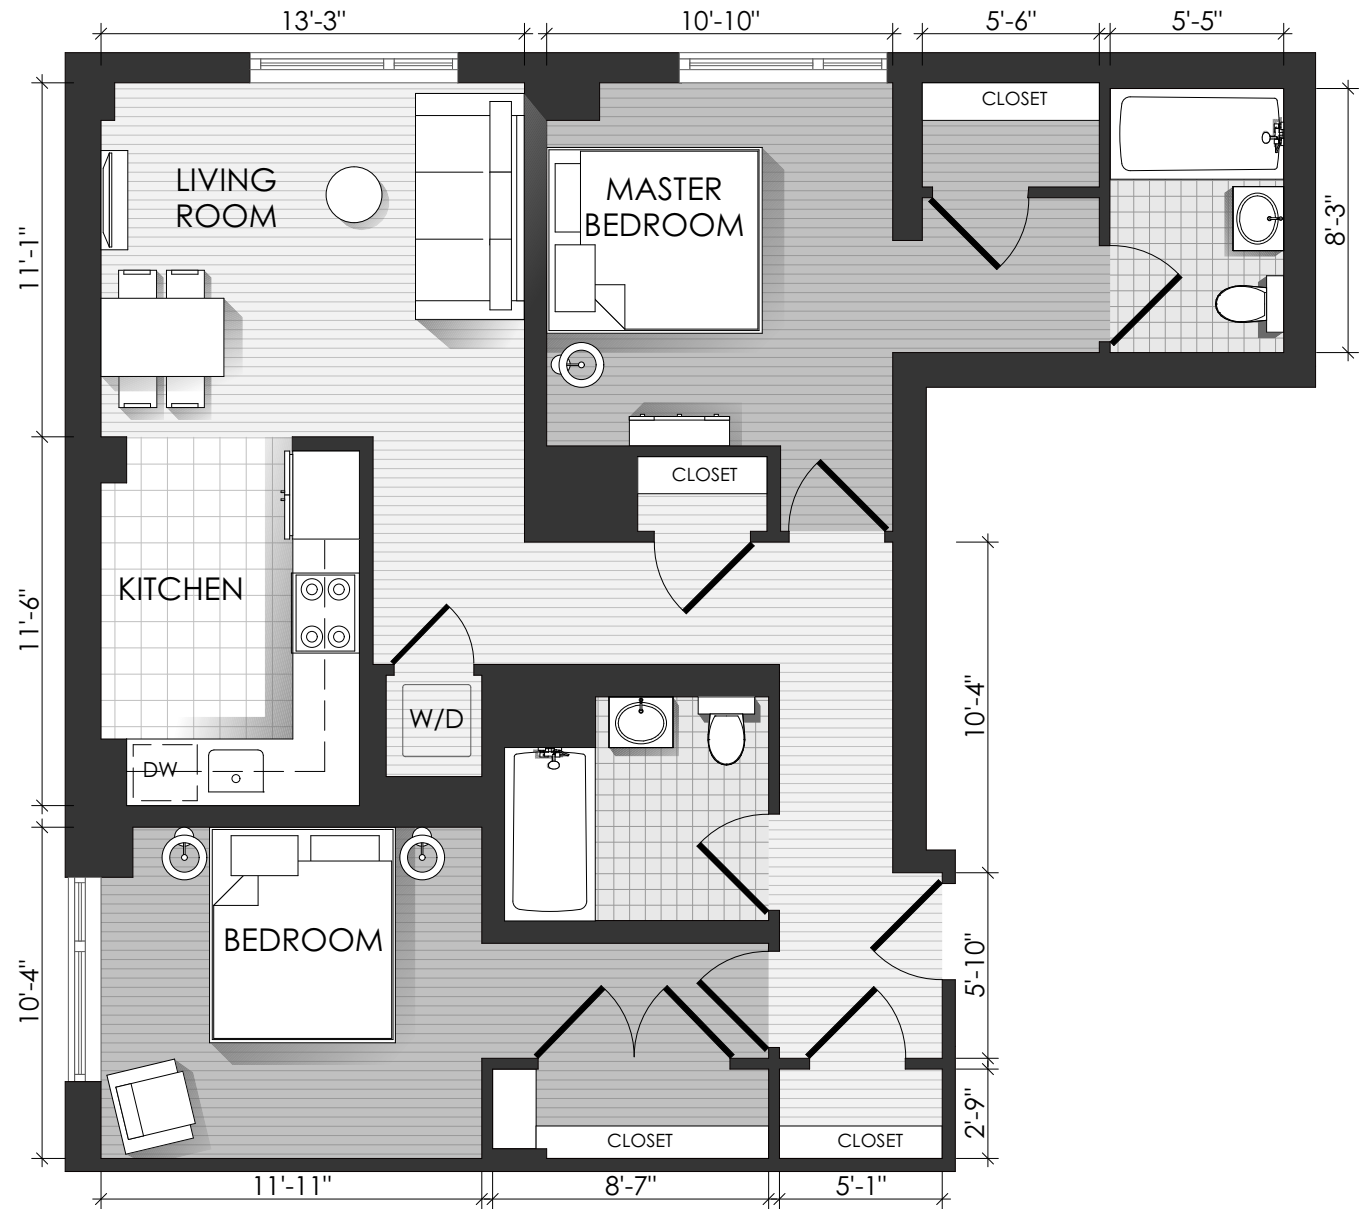 13'-3"
10'-10"
5'-6"
5'-5"
CLOSET
LIVING
ROOM
MASTER
BEDROOM
11'-1"
8'-3"
CLOSET
KITCHEN
11'-6"
10'-4"
W/D
DW
BEDROOM
10'-4"
5'-10"
2'-9"
CLOSET
CLOSET
11'-11"
8'-7"
5'-1"